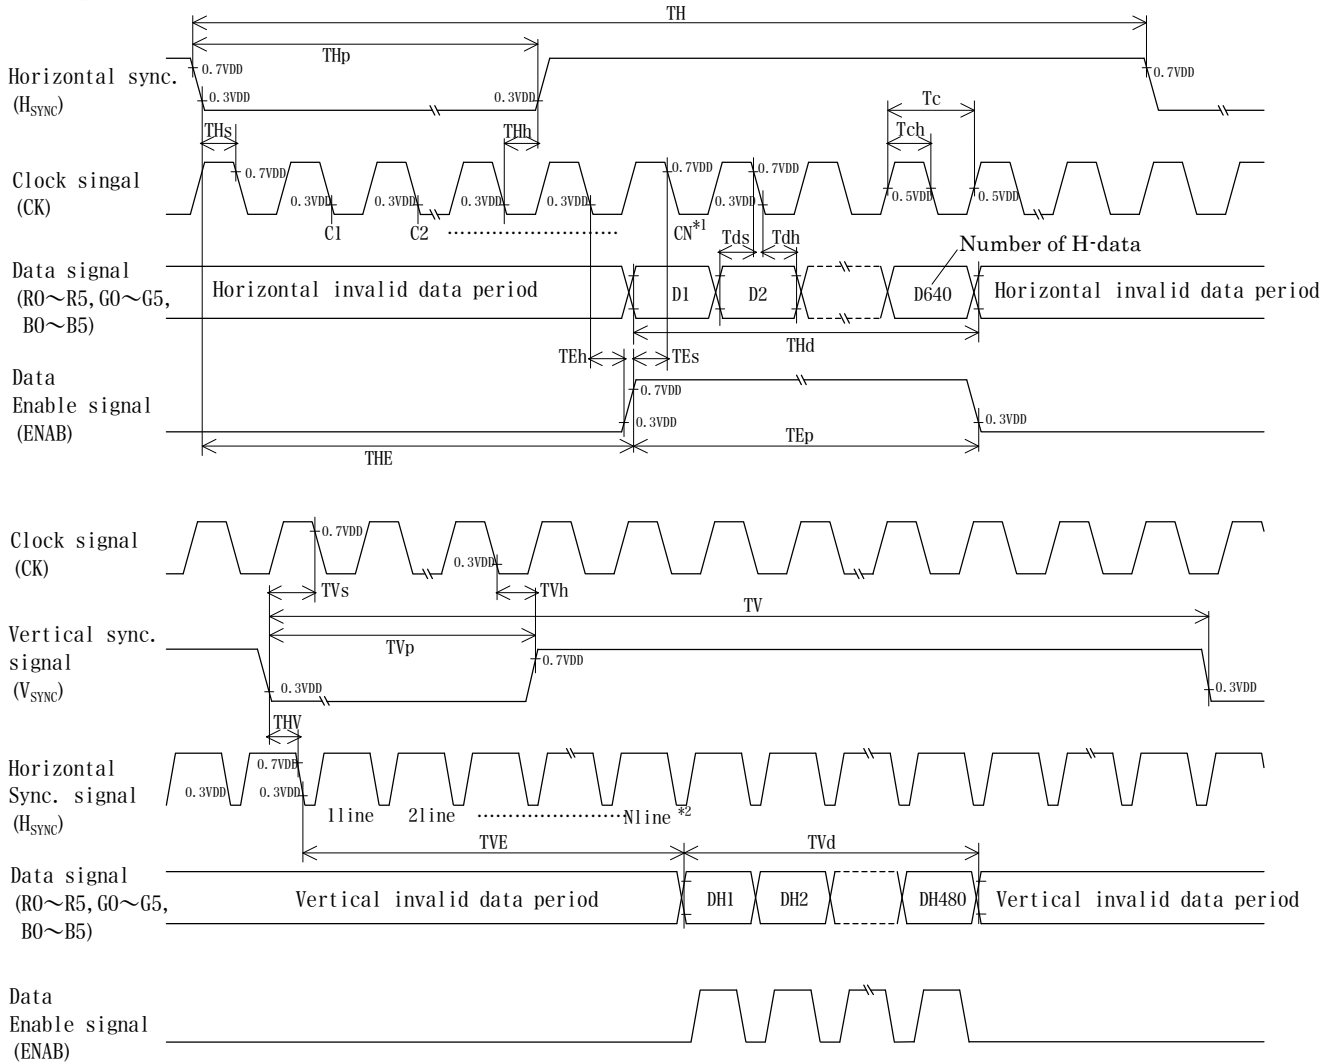 TH
THp
Horizontal sync.
(HSYNC)
0.7VDD
0.3VDD
0.3VDD
0.7VDD
THs
THh
Tc
Tch
Clock singal
(CK)
0.7VDD
0.3VDD
0.3VDD
0.3VDD
0.3VDD
0.7VDD
0.3VDD
0.7VDD
0.5VDD
0.5VDD
C1
C2
..........................
CN*1
Tds
Tdh
Number of H-data
Data signal
(R0～R5,G0～G5,
B0～B5)
Horizontal invalid data period
D1
D2
D640
Horizontal invalid data period
THd
TEh
TEs
Data
Enable signal
(ENAB)
0.7VDD
0.3VDD
0.3VDD
THE
TEp
Clock signal
(CK)
0.7VDD
0.3VDD
TVs
TVh
TV
TVp
Vertical sync.
signal
(VSYNC)
0.3VDD
0.7VDD
0.3VDD
THV
Horizontal
Sync. signal
(HSYNC)
0.3VDD
0.7VDD
0.3VDD
1line
2line
..........................
Nline *2
TVE
TVd
Data signal
(R0～R5,G0～G5,
B0～B5)
Vertical invalid data period
DH1
DH2
DH480
Vertical invalid data period
Data
Enable signal
(ENAB)